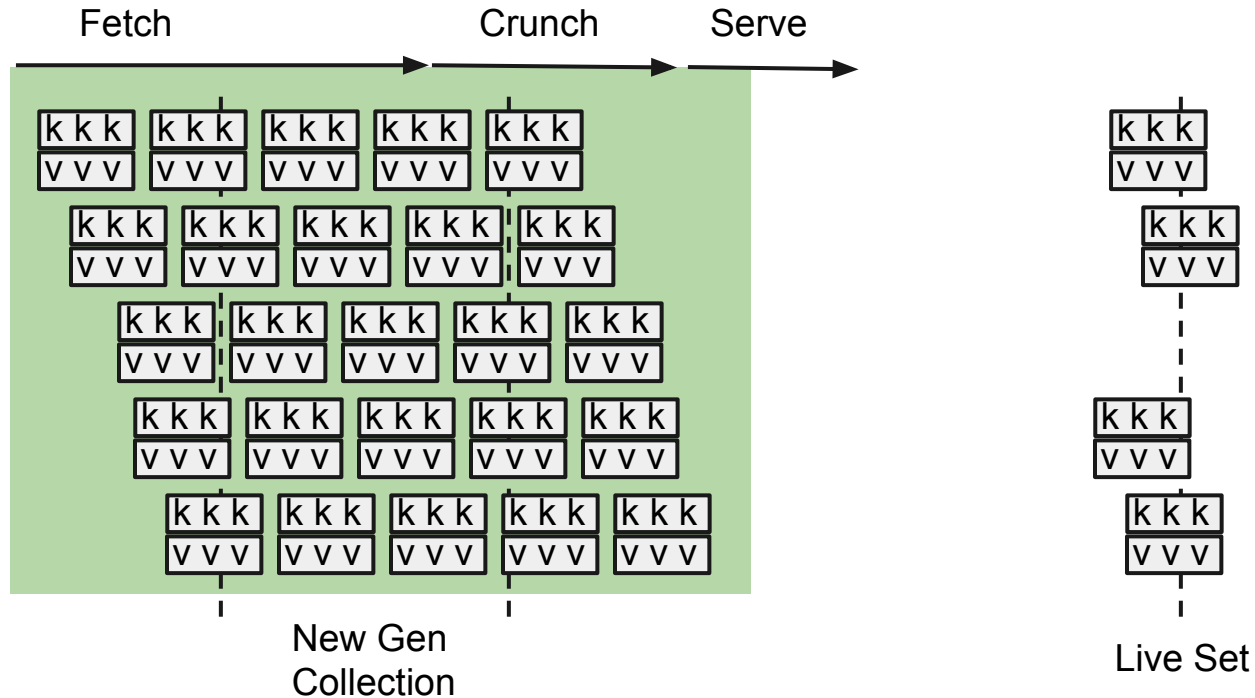 Fetch Crunch Serve
k k k k k k k k k k k k k k k k k k
v v v v v v v v v v v v v v v v v v
k k k k k k k k k k k k k k k k k k
v v v v v v v v v v v v v v v v v v
k k k k k k k k k k k k k k k
v v v v v v v v v v v v v v v
k k k k k k k k k k k k k k k k k k
v v v v v v v v v v v v v v v v v v
k k k k k k k k k k k k k k k k k k
v v v v v v v v v v v v v v v v v v
New Gen
Collection
Live Set